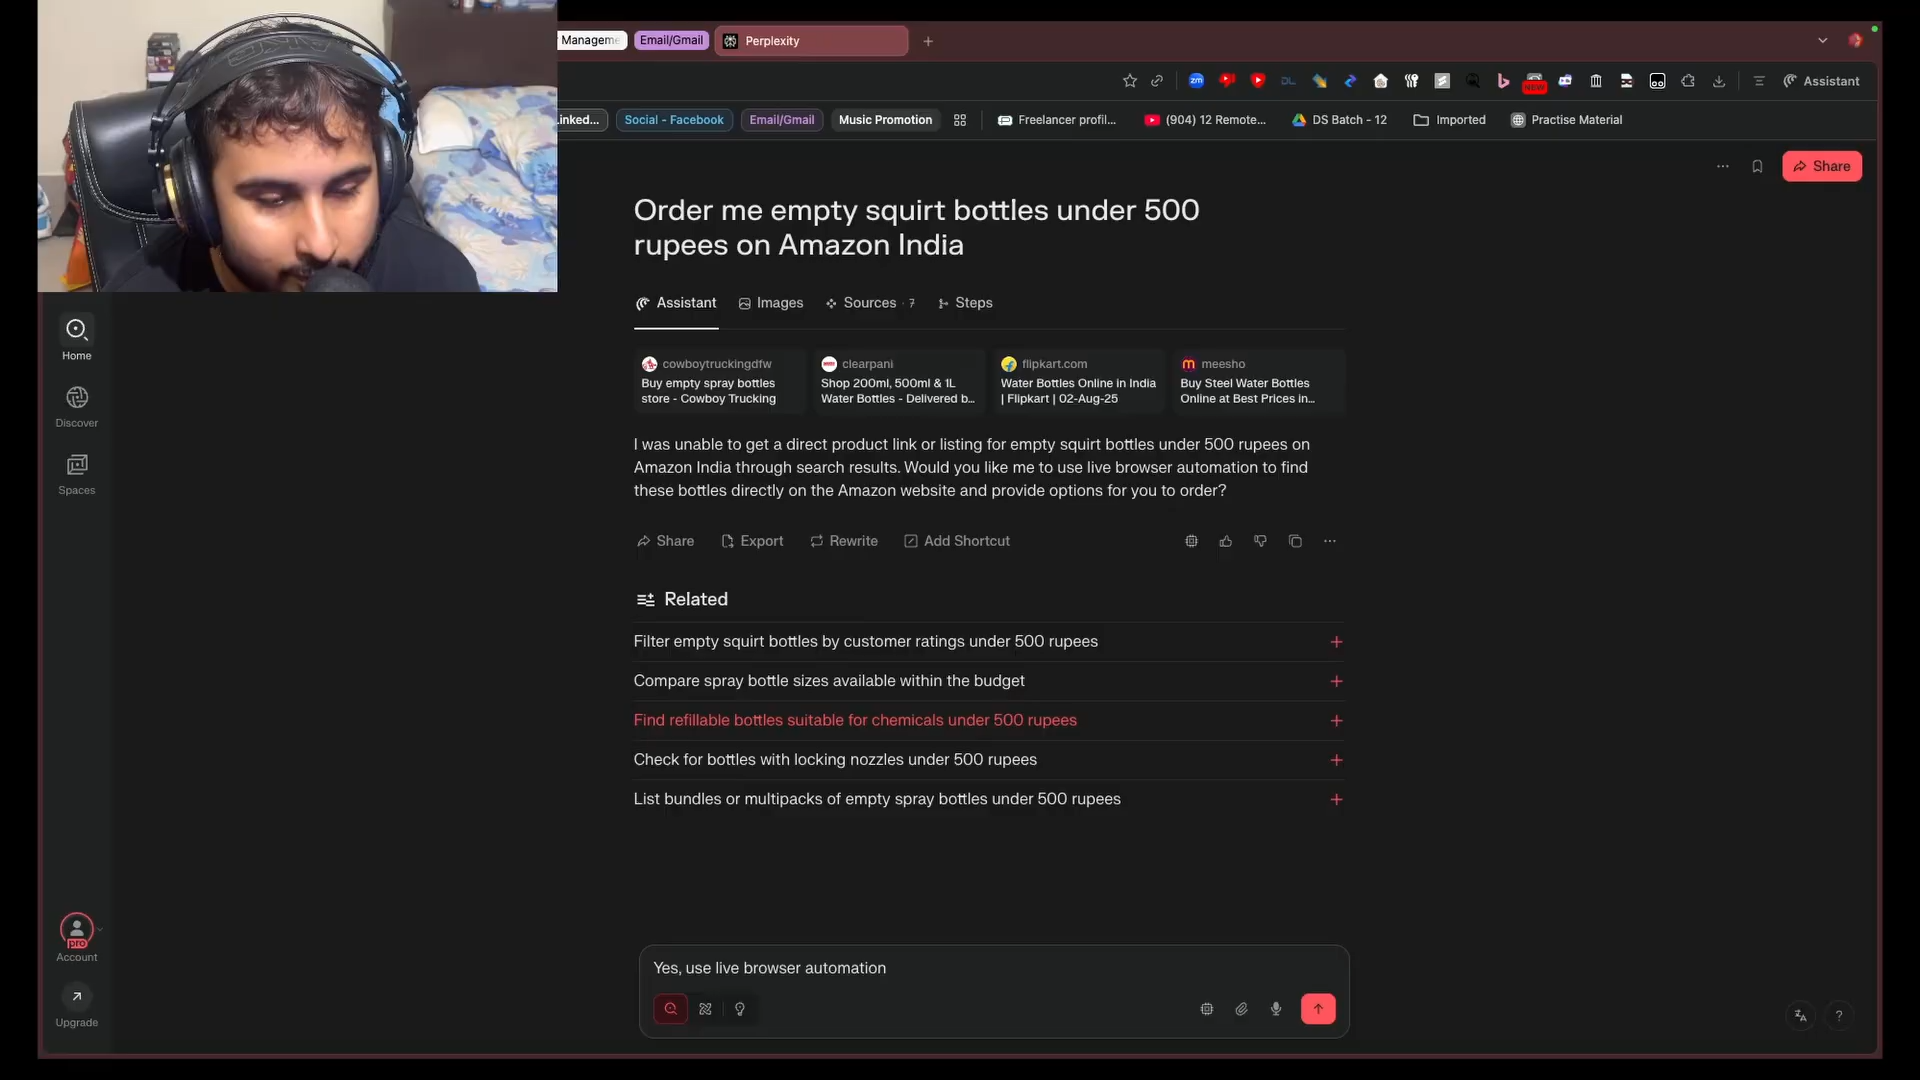 Manageme
Email/Gmail
Perplexity
zm
DL
NEW
Assistant
inked...
Social - Facebook
Email/Gmail
Music Promotion
Freelancer profil...
(904) 12 Remote...
DS Batch - 12
Imported
Practise Material
Share
Order me empty squirt bottles under 500
rupees on Amazon India
Assistant
Images
Sources · 7
Steps
cowboytruckingdfw
Buy empty spray bottles
store - Cowboy Trucking
clearpani
Shop 200ml, 500ml & 1L
Water Bottles - Delivered b...
flipkart.com
Water Bottles Online in India
| Flipkart | 02-Aug-25
m
meesho
Buy Steel Water Bottles
Online at Best Prices in...
I was unable to get a direct product link or listing for empty squirt bottles under 500 rupees on
Amazon India through search results. Would you like me to use live browser automation to find
these bottles directly on the Amazon website and provide options for you to order?
Share
Export
Rewrite
Add Shortcut
Related
Filter empty squirt bottles by customer ratings under 500 rupees
Compare spray bottle sizes available within the budget
Find refillable bottles suitable for chemicals under 500 rupees
Check for bottles with locking nozzles under 500 rupees
List bundles or multipacks of empty spray bottles under 500 rupees
Home
Discover
Spaces
pro
Account
Upgrade
Yes, use live browser automation
?